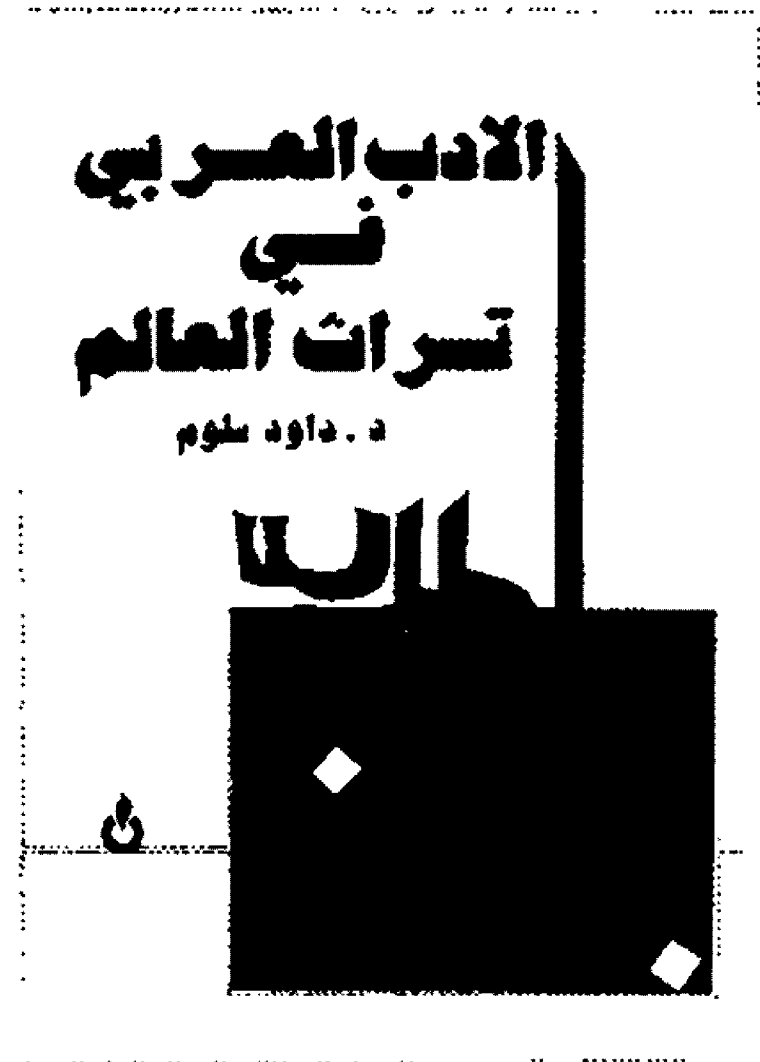 الادب العربي
في
تراث العالم
د. داود سلوم